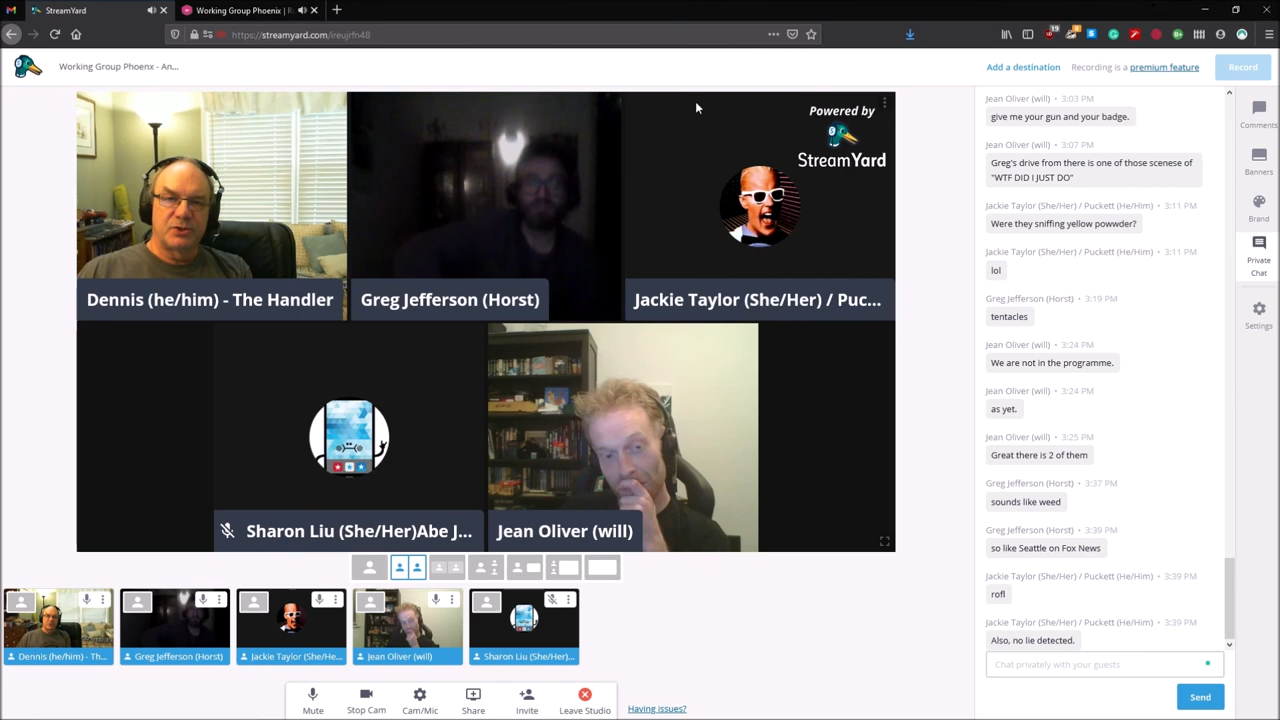 StreamYard
Working Group Phoenix | R
https://streamyard.com/ireujrfn48
19
Working Group Phoenx - An...
Add a destination
Recording is a premium feature
Record
Powered by
StreamYard
Dennis (he/him) - The Handler
Greg Jefferson (Horst)
Jackie Taylor (She/Her) / Puc...
Sharon Liu (She/Her)Abe J...
Jean Oliver (will)
Dennis (he/him) - Th...
Greg Jefferson (Horst)
Jackie Taylor (She/He...
Jean Oliver (will)
Sharon Liu (She/Her)...
Mute
Stop Cam
Cam/Mic
Share
Invite
Leave Studio
Having issues?
Jean Oliver (will) • 3:03 PM
give me your gun and your badge.
Jean Oliver (will) • 3:07 PM
Greg's drive from there is one of those scenese of
"WTF DID I JUST DO"
Jackie Taylor (She/Her) / Puckett (He/Him) • 3:11 PM
Were they sniffing yellow powwder?
Jackie Taylor (She/Her) / Puckett (He/Him) • 3:11 PM
lol
Greg Jefferson (Horst) • 3:19 PM
tentacles
Jean Oliver (will) • 3:24 PM
We are not in the programme.
Jean Oliver (will) • 3:24 PM
as yet.
Jean Oliver (will) • 3:25 PM
Great there is 2 of them
Greg Jefferson (Horst) • 3:37 PM
sounds like weed
Greg Jefferson (Horst) • 3:39 PM
so like Seattle on Fox News
Jackie Taylor (She/Her) / Puckett (He/Him) • 3:39 PM
rofl
Jackie Taylor (She/Her) / Puckett (He/Him) • 3:39 PM
Also, no lie detected.
Chat privately with your guests
Send
Comments
Banners
Brand
Private
Chat
Settings